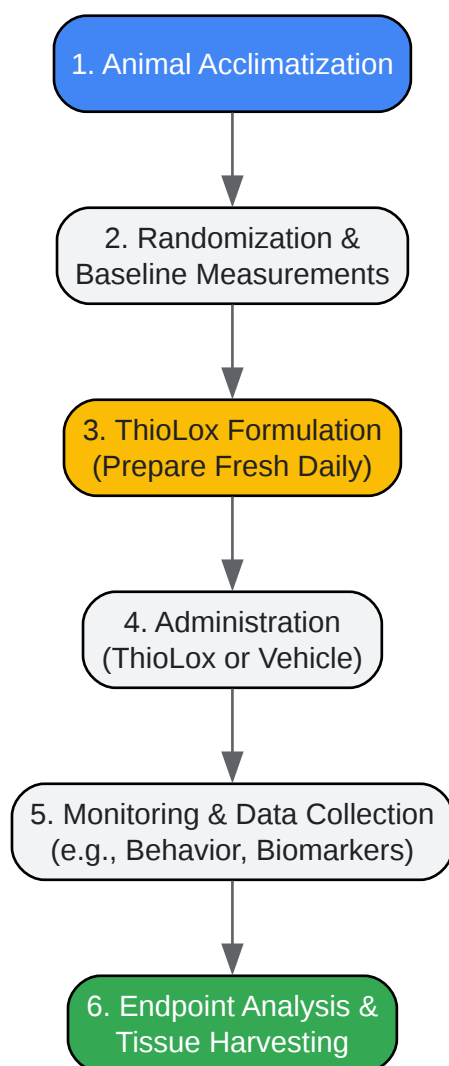 1. Animal Acclimatization
2. Randomization &
Baseline Measurements
3. ThioLox Formulation
(Prepare Fresh Daily)
4. Administration
(ThioLox or Vehicle)
5. Monitoring & Data Collection
(e.g., Behavior, Biomarkers)
6. Endpoint Analysis &
Tissue Harvesting